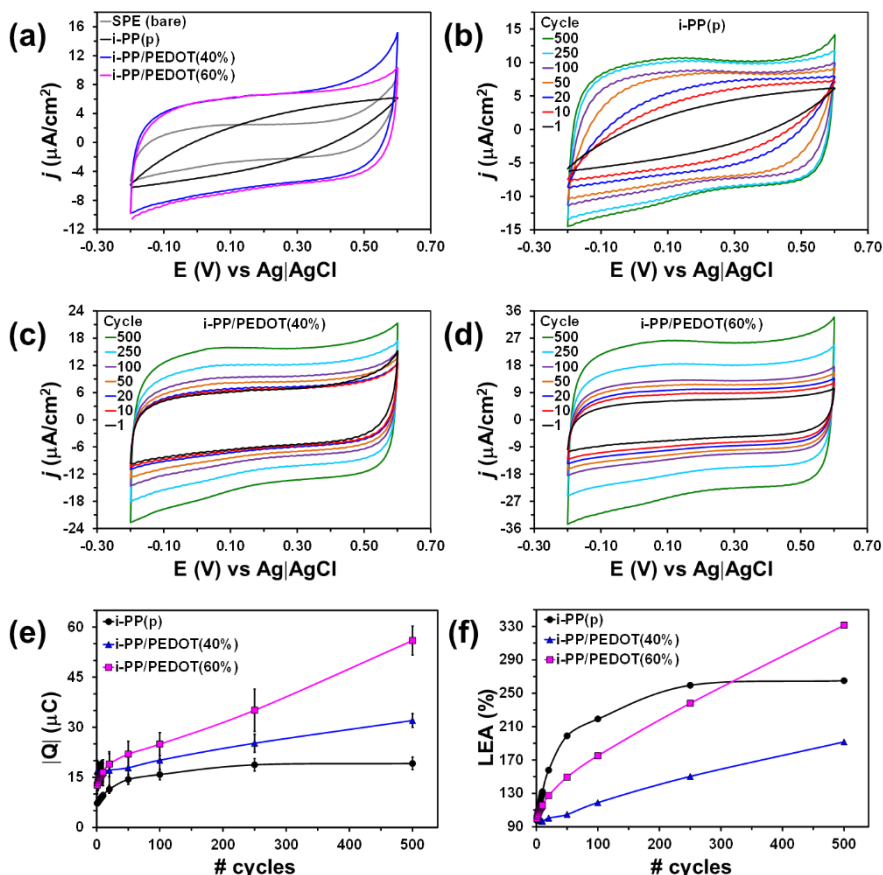 (a)
SPE (bare)
i-PP(p)
i-PP/PEDOT(40%)
i-PP/PEDOT(60%)
16
12
8
4
0
-4
-8
-12
j (μA/cm²)
-0.30 -0.10 0.10 0.30 0.50 0.70
E (V) vs Ag|AgCl
(b)
i-PP(p)
Cycle
500
250
100
50
20
10
1
15
10
5
0
-5
-10
-15
j (μA/cm²)
-0.30 -0.10 0.10 0.30 0.50 0.70
E (V) vs Ag|AgCl
(c)
i-PP/PEDOT(40%)
Cycle
500
250
100
50
20
10
1
24
18
12
6
0
-6
-12
-18
-24
j (μA/cm²)
-0.30 -0.10 0.10 0.30 0.50 0.70
E (V) vs Ag|AgCl
(d)
i-PP/PEDOT(60%)
Cycle
500
250
100
50
20
10
1
36
27
18
9
0
-9
-18
-27
-36
j (μA/cm²)
-0.30 -0.10 0.10 0.30 0.50 0.70
E (V) vs Ag|AgCl
(e)
i-PP(p)
i-PP/PEDOT(40%)
i-PP/PEDOT(60%)
60
45
30
15
0
|Q| (μC)
0 100 200 300 400 500
# cycles
(f)
i-PP(p)
i-PP/PEDOT(40%)
i-PP/PEDOT(60%)
330
290
250
210
170
130
90
LEA (%)
0 100 200 300 400 500
# cycles